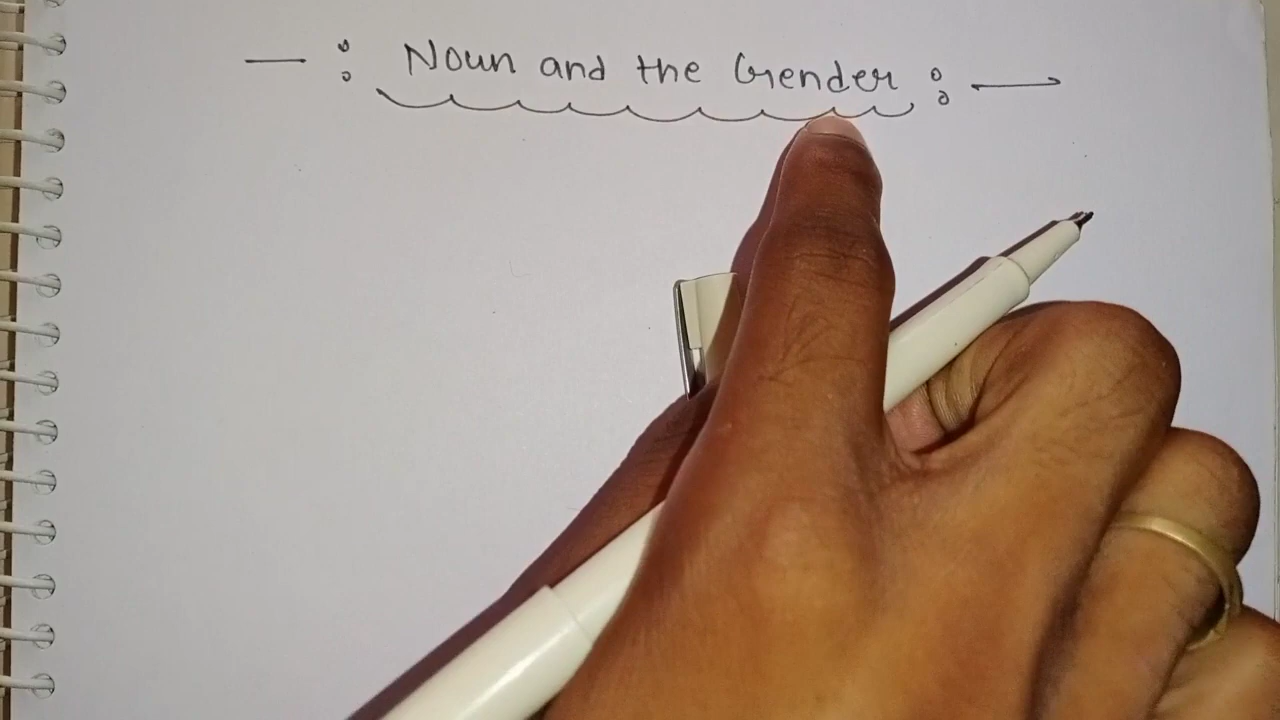 — : Noun and the Gender : →